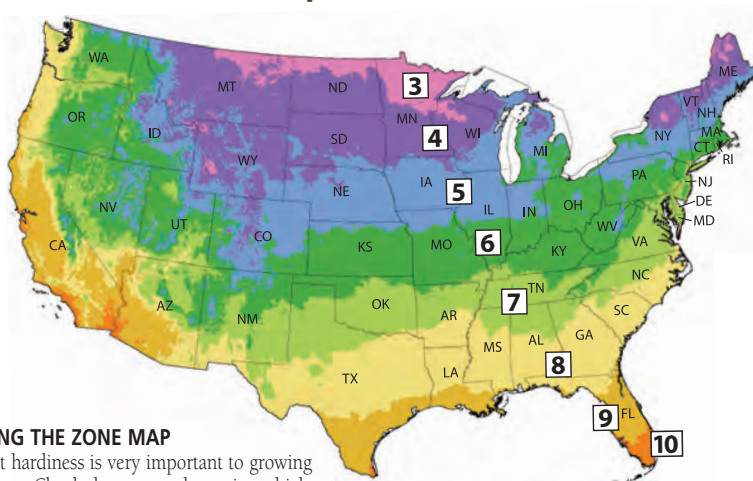 WA
MT
ND
3
ME
OR
ID
MN
VT
NH
4
WI
NY
MA
SD
WY
MI
CT
RI
NE
IA
5
PA
NJ
NV
IL
IN
OH
DE
UT
CO
WV
MD
CA
KS
MO
6
KY
VA
NC
AZ
NM
OK
TN
7
AR
SC
MS
AL
GA
8
TX
LA
9
FL
10
NG THE ZONE MAP
t hardiness is very important to growing